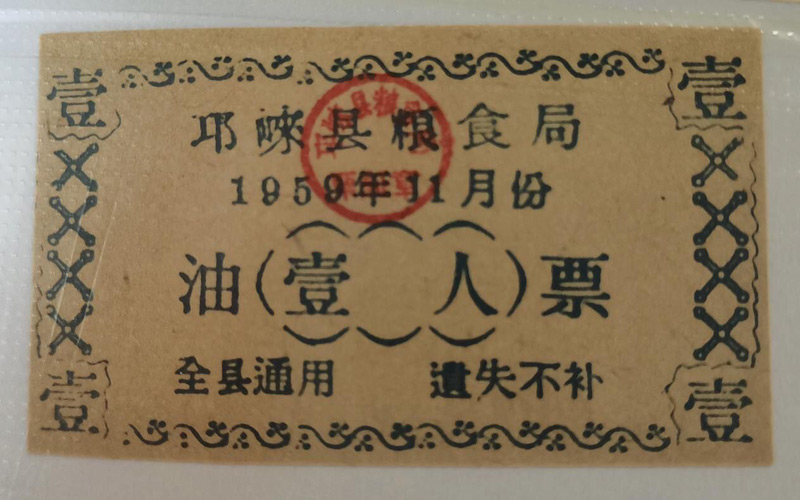 壹 壹
邛崃县粮食局
1959年11月份
油(壹人)票
全县通用 遗失不补
壹 壹